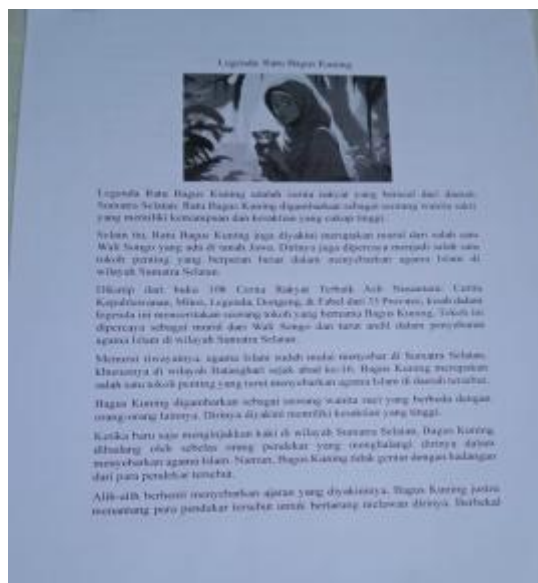 Legenda Ratu Bagus Kuning
Legenda Ratu Bagus Kuning adalah cerita rakyat yang berasal dari daerah
Sumatra Selatan. Ratu Bagus Kuning digambarkan sebagai seorang wanita sakti
yang memiliki kemampuan dan kesaktian yang cukup tinggi.
Selain itu, Ratu Bagus Kuning juga diyakini merupakan murid dari salah satu
Wali Songo yang ada di tanah Jawa. Dirinya juga dipercaya menjadi salah satu
tokoh penting yang berperan besar dalam menyebarkan agama Islam di
wilayah Sumatra Selatan.
Dikutip dari buku 108 Cerita Rakyat Terbaik Asli Nusantara: Cerita
Kepahlawanan, Mitos, Legenda, Dongeng, & Fabel dari 33 Provinsi, kisah dalam
legenda ini menceritakan seorang tokoh yang bernama Bagus Kuning. Tokoh ini
dipercaya sebagai murid dari Wali Songo dan turut andil dalam penyebaran
agama Islam di wilayah Sumatra Selatan.
Menurut riwayatnya, agama Islam sudah mulai menyebar di Sumatra Selatan,
khususnya di wilayah Batanghari sejak abad ke-16. Bagus Kuning merupakan
salah satu tokoh penting yang turut menyebarkan agama Islam di daerah tersebut.
Bagus Kuning digambarkan sebagai seorang wanita suci yang berbeda dengan
orang-orang lainnya. Dirinya diyakini memiliki kesaktian yang tinggi.
Ketika baru saja menginjakkan kaki di wilayah Sumatra Selatan, Bagus Kuning
dihadang oleh sebelas orang pendekar yang menghalangi dirinya dalam
menyebarkan agama Islam. Namun, Bagus Kuning tidak gentar dengan hadangan
dari para pendekar tersebut.
Alih-alih berhenti menyebarkan ajaran yang diyakininya, Bagus Kuning justru
menantang para pendekar tersebut untuk bertarung melawan dirinya. Berbekal